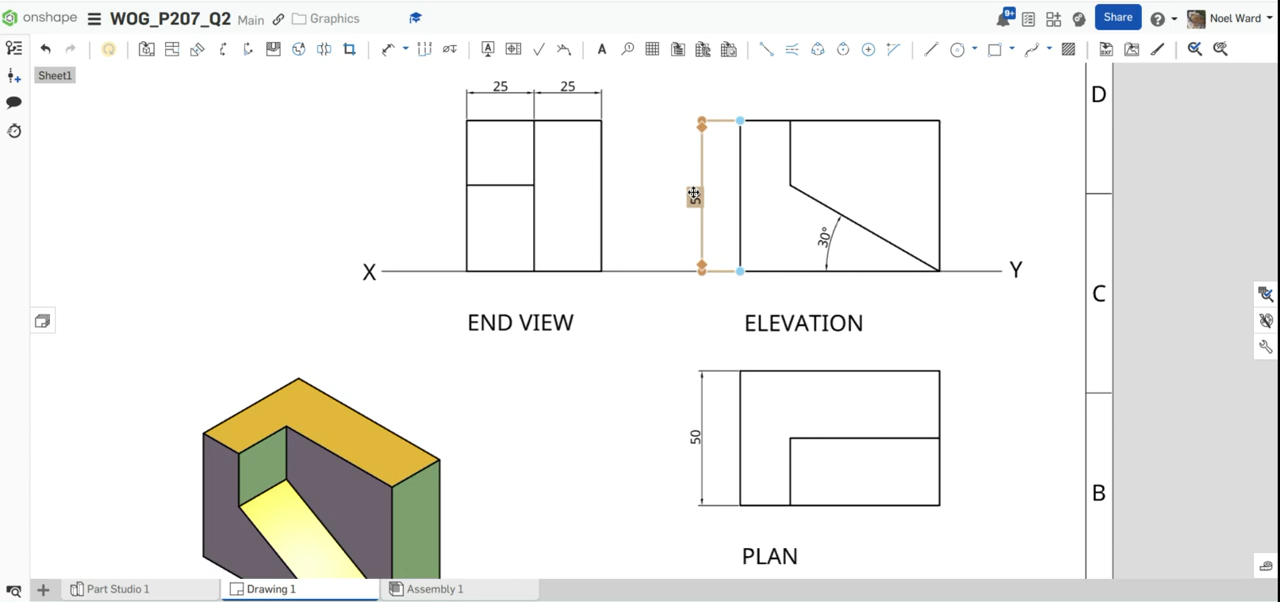 onshape WOG_P207_Q2 Main Graphics 9+ Share Noel Ward
Sheet1
25 25
D
30°
X Y
C
END VIEW ELEVATION
50
B
PLAN
Part Studio 1 Drawing 1 Assembly 1